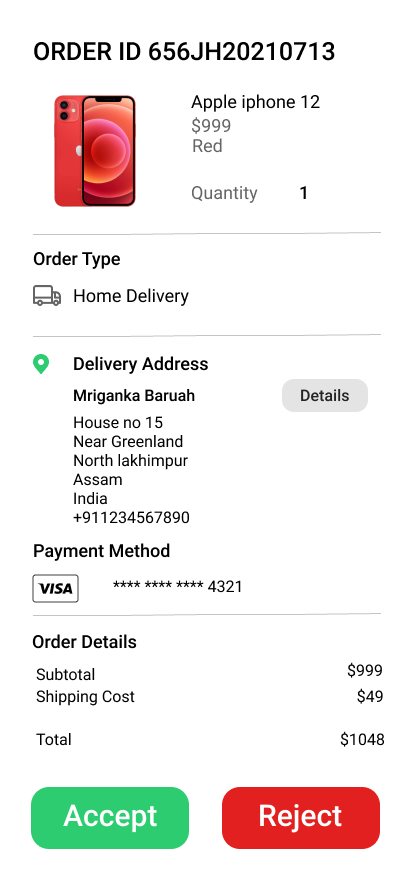 ORDER ID 656JH20210713
Apple iphone 12
$999
Red
Quantity 1
Order Type
Home Delivery
Delivery Address
Mriganka Baruah
Details
House no 15
Near Greenland
North lakhimpur
Assam
India
+911234567890
Payment Method
VISA **** **** **** 4321
Order Details
Subtotal $999
Shipping Cost $49
Total $1048
Accept Reject